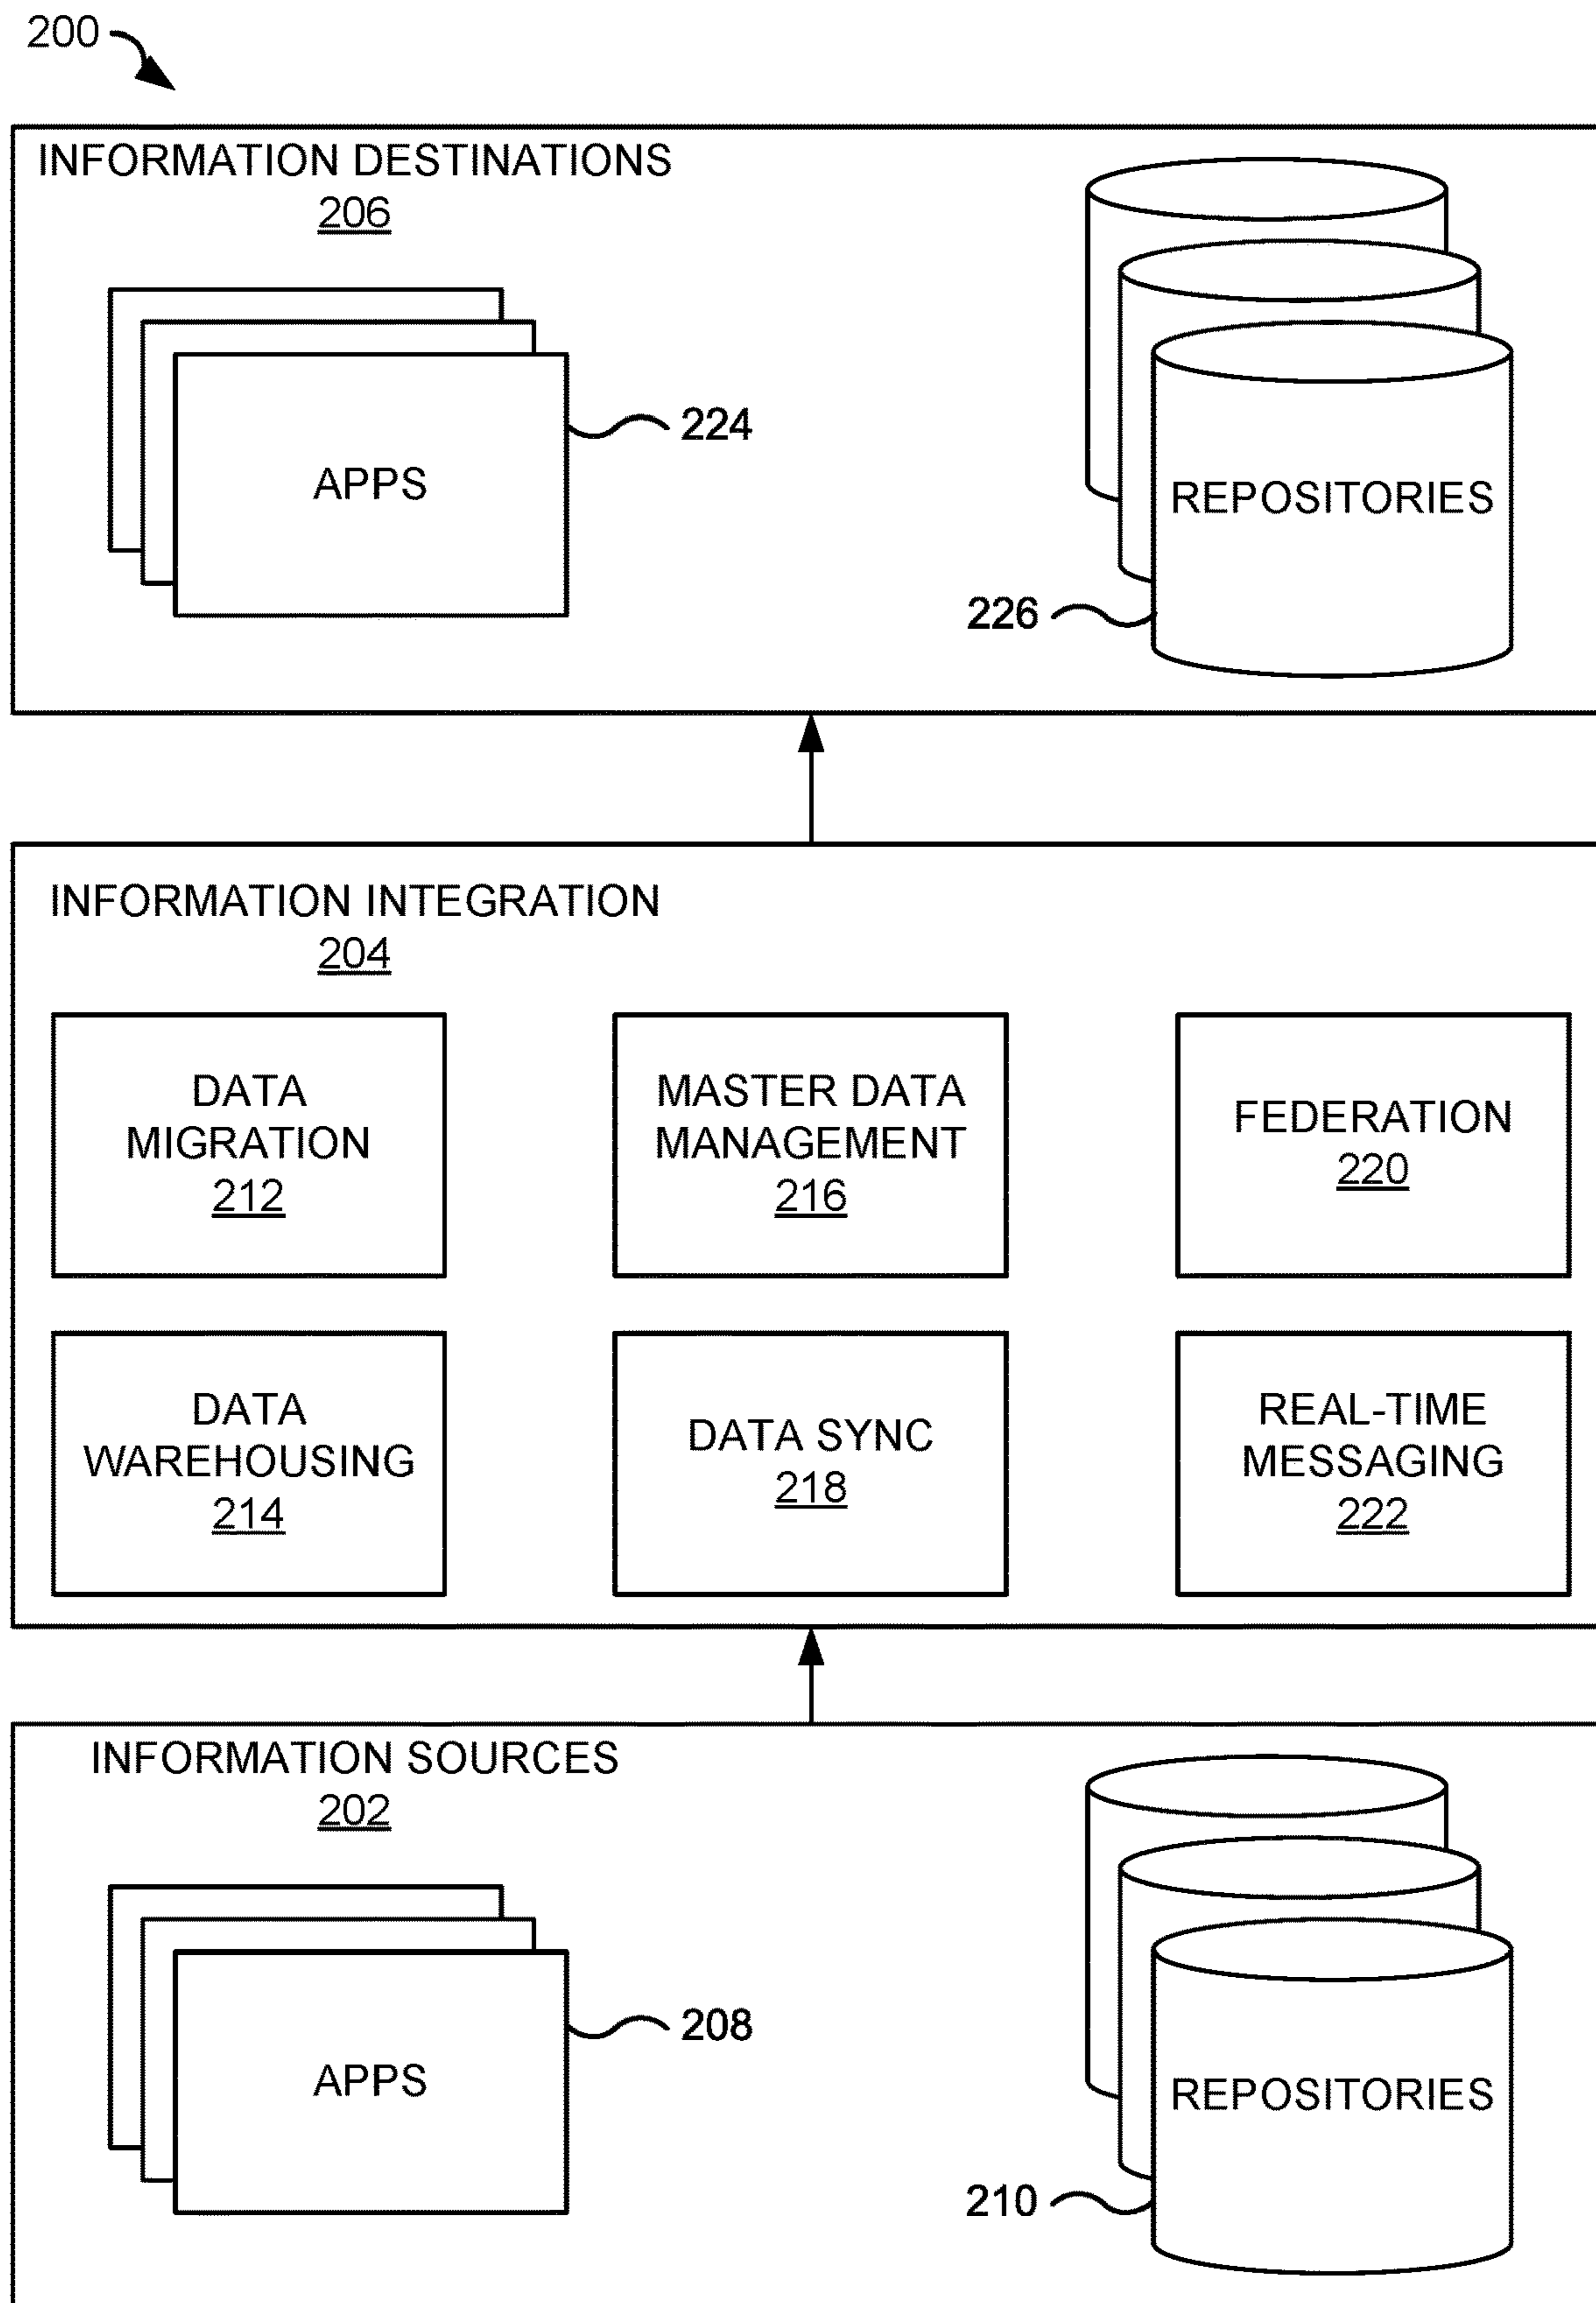 200
INFORMATION DESTINATIONS
206
APPS
224
REPOSITORIES
226
INFORMATION INTEGRATION
204
DATA
MIGRATION
212
MASTER DATA
MANAGEMENT
216
FEDERATION
220
DATA
WAREHOUSING
214
DATA SYNC
218
REAL-TIME
MESSAGING
222
INFORMATION SOURCES
202
APPS
208
REPOSITORIES
210